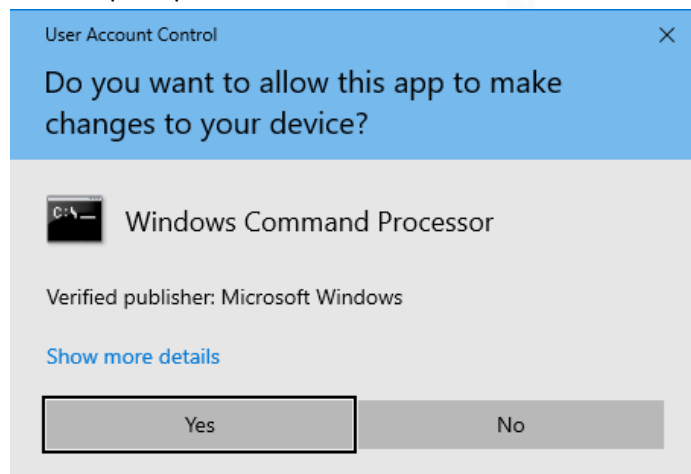 User Account Control
Do you want to allow this app to make
changes to your device?
C:\_
Windows Command Processor
Verified publisher: Microsoft Windows
Show more details
Yes
No